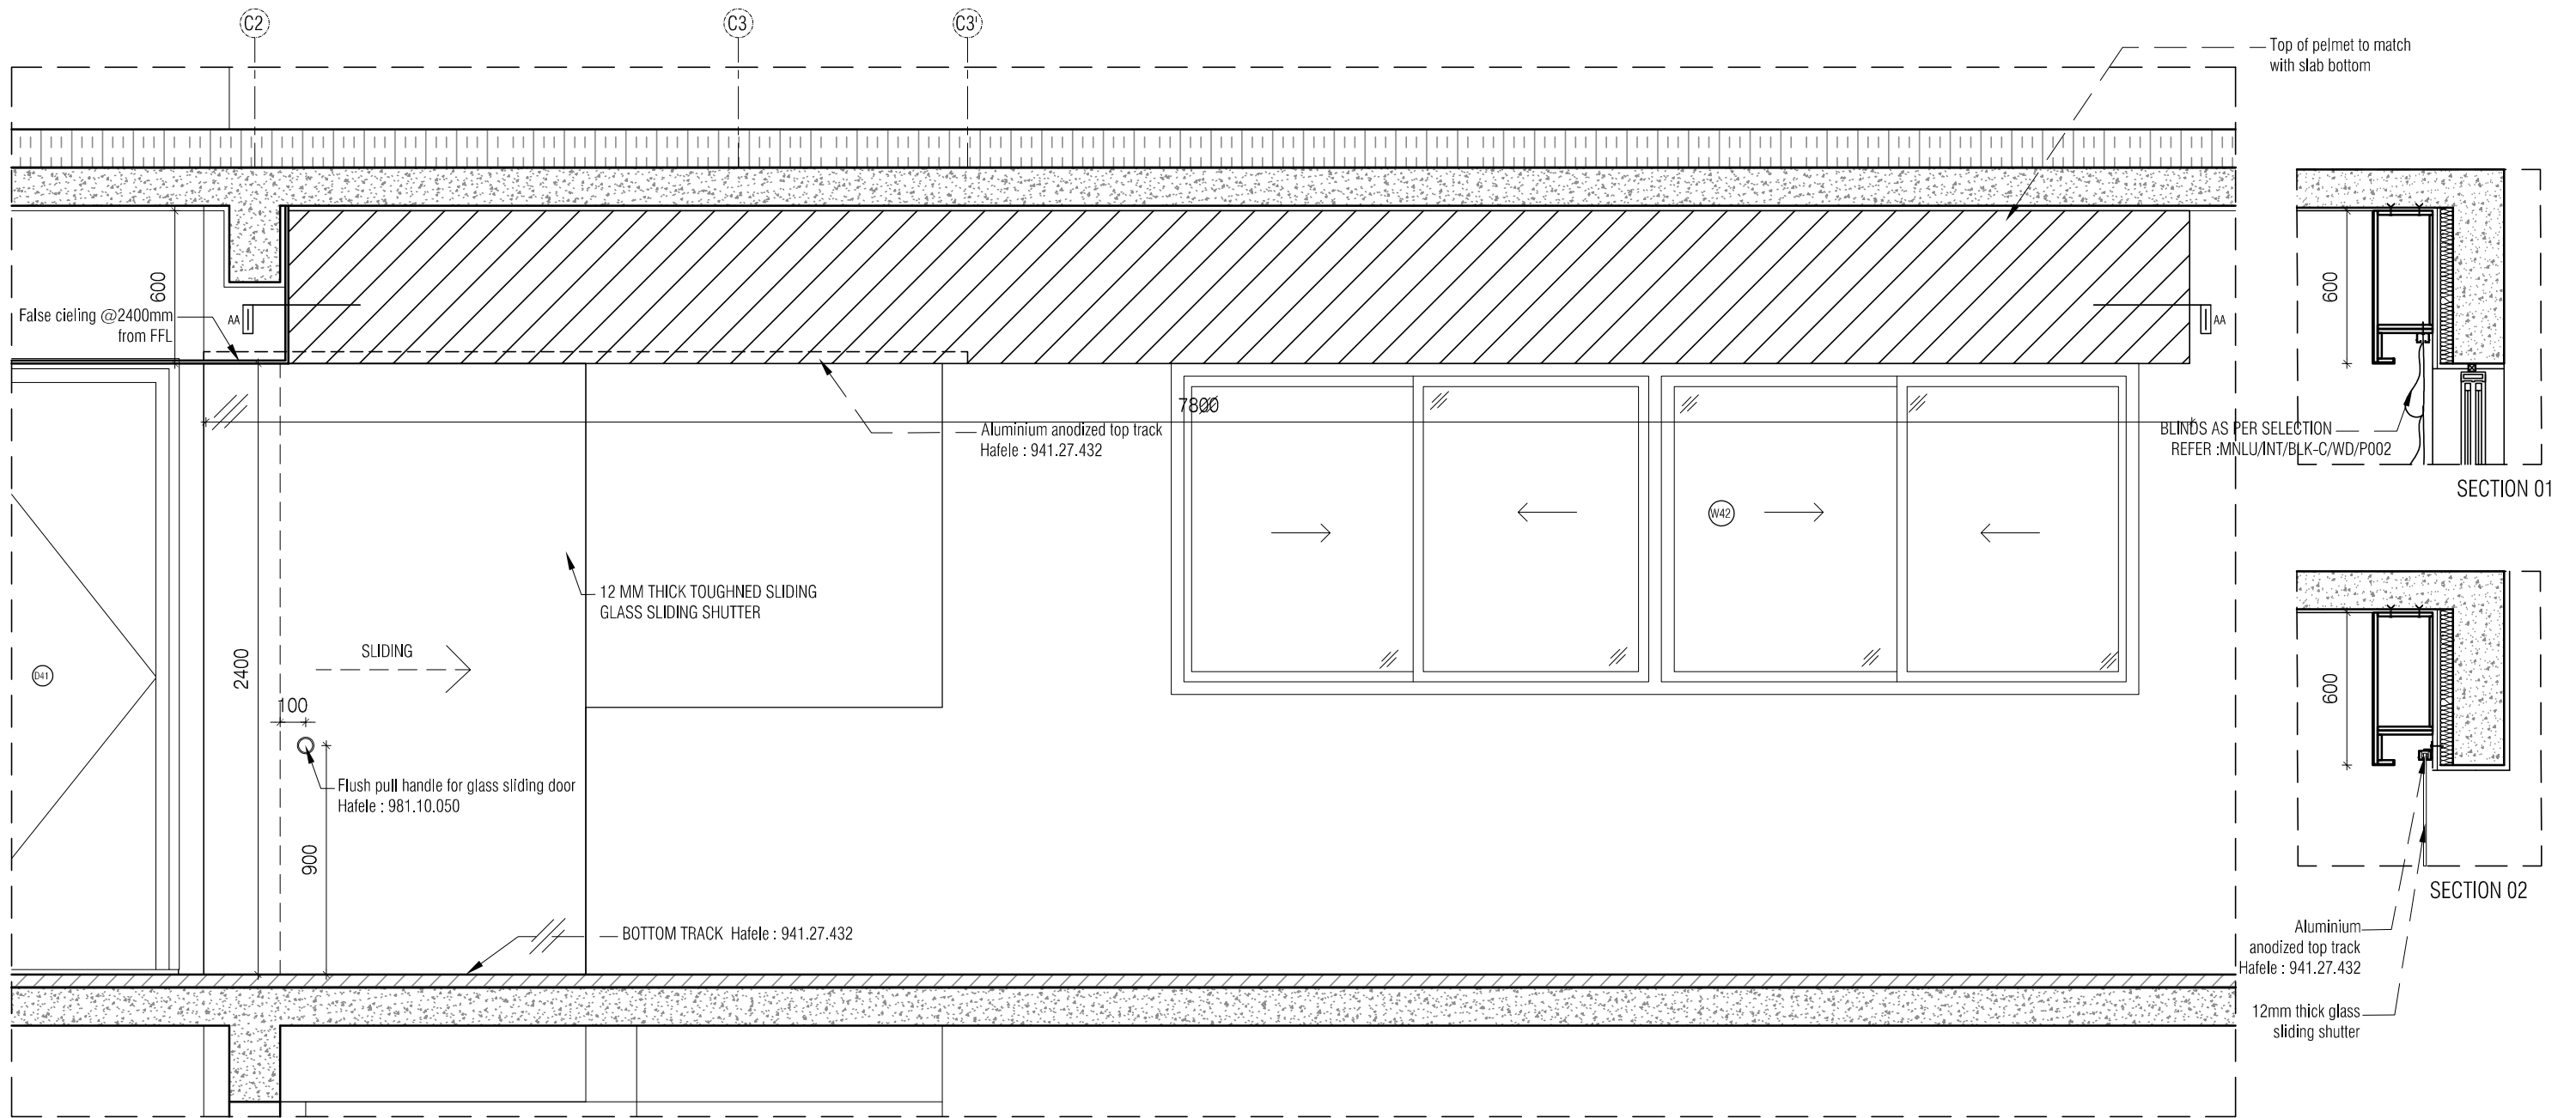 C2
C3
C3'
Top of pelmet to match
with slab bottom
600
False cieling @2400mm
from FFL
AA
AA
600
7800
Aluminium anodized top track
Hafele : 941.27.432
BLINDS AS PER SELECTION
REFER :MNLU/INT/BLK-C/WD/P002
SECTION 01
W42
12 MM THICK TOUGHNED SLIDING
GLASS SLIDING SHUTTER
SLIDING
2400
D41
100
600
Flush pull handle for glass sliding door
Hafele : 981.10.050
900
SECTION 02
BOTTOM TRACK Hafele : 941.27.432
Aluminium
anodized top track
Hafele : 941.27.432
12mm thick glass
sliding shutter